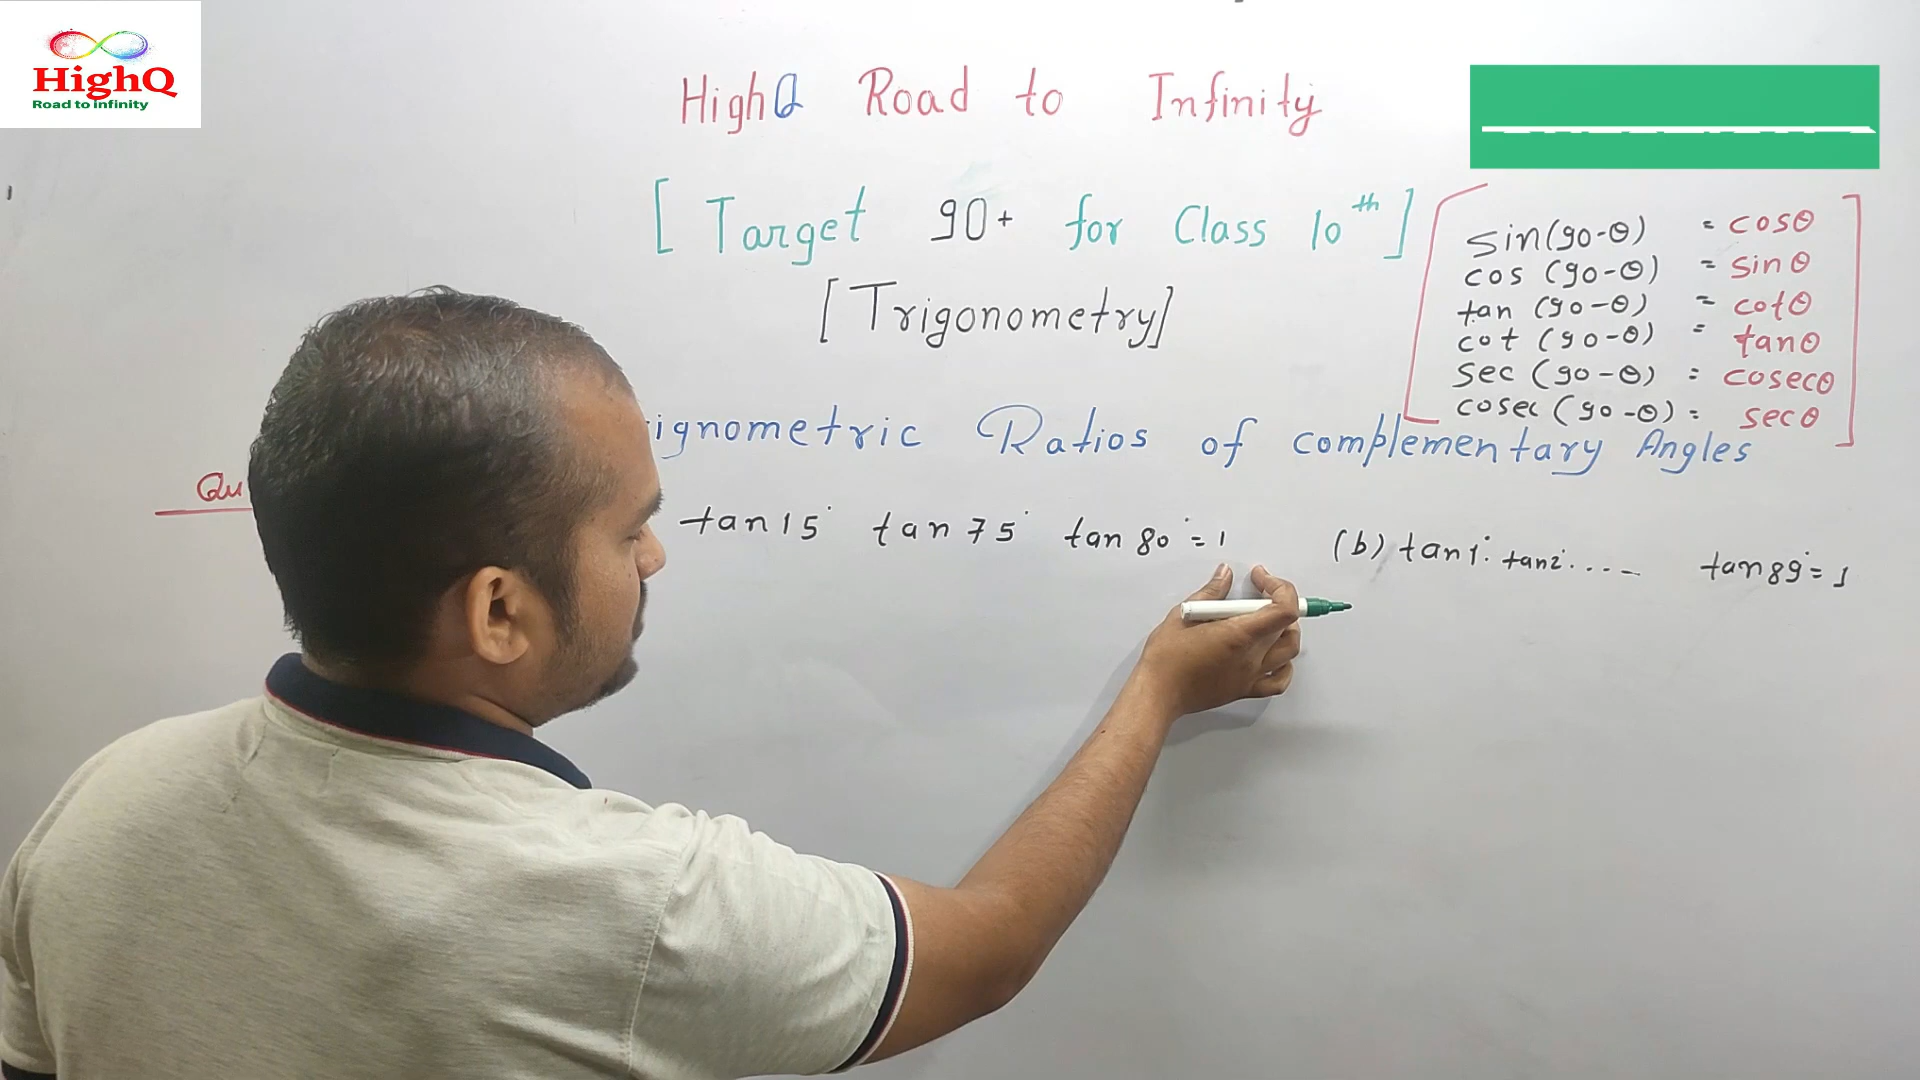 HighQ
Road to infinity
HighQ Road to Infinity
[Target 90+ for Class 10th]
[Trigonometry]
sin(90-θ) = cosθ
cos (90-θ) = sinθ
tan (90-θ) = cotθ
cot (90-θ) = tanθ
sec (90-θ) = cosecθ
cosec (90-θ) = secθ
ignometric Ratios of complementary Angles
Qu
tan15° tan75° tan80° = 1
(b) tan1°. tan2°..... tan89° = 1